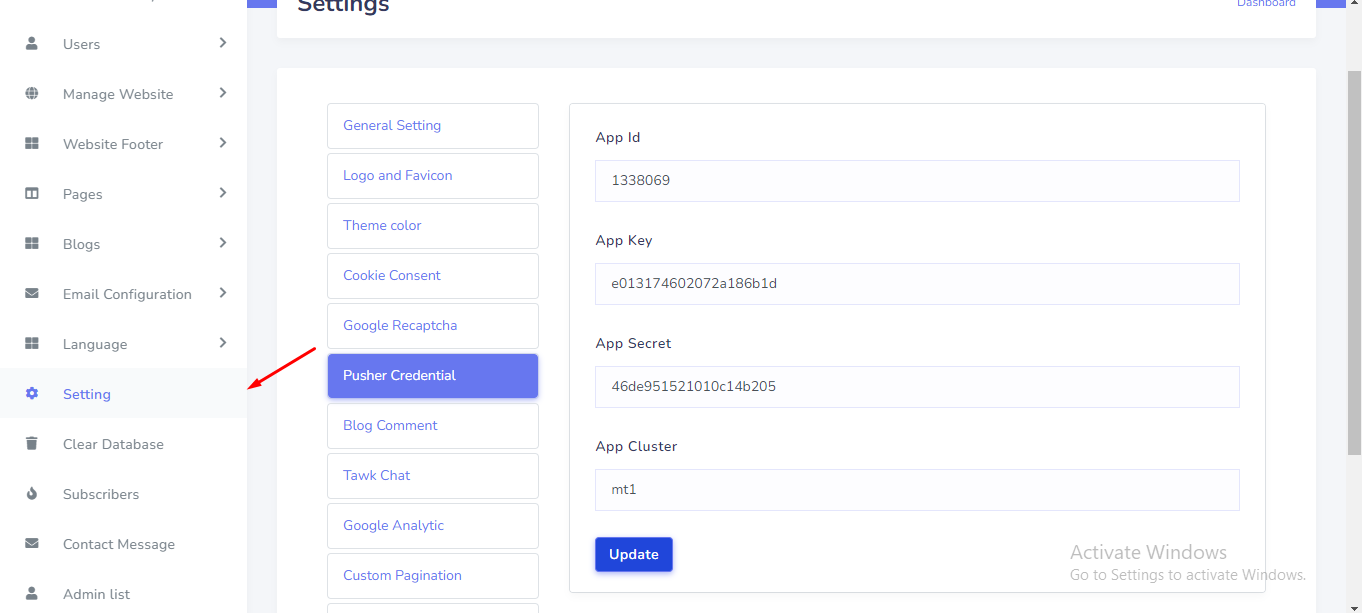 Settings
Dashboard
Users
Manage Website
Website Footer
Pages
Blogs
Email Configuration
Language
Setting
Clear Database
Subscribers
Contact Message
Admin list
General Setting
Logo and Favicon
Theme color
Cookie Consent
Google Recaptcha
Pusher Credential
Blog Comment
Tawk Chat
Google Analytic
Custom Pagination
App Id
1338069
App Key
e013174602072a186b1d
App Secret
46de951521010c14b205
App Cluster
mt1
Update
Activate Windows
Go to Settings to activate Windows.